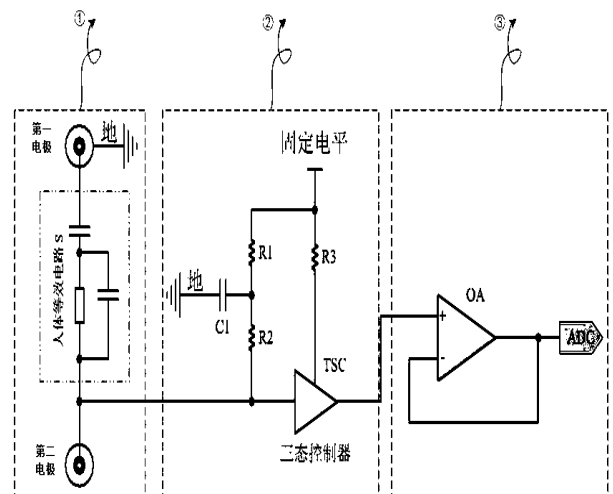 ①
②
③
第一
电极
地
固定电平
人体等效电路 S
R1
R3
地
C1
R2
OA
+
-
ADC
TSC
三态控制器
第二
电极